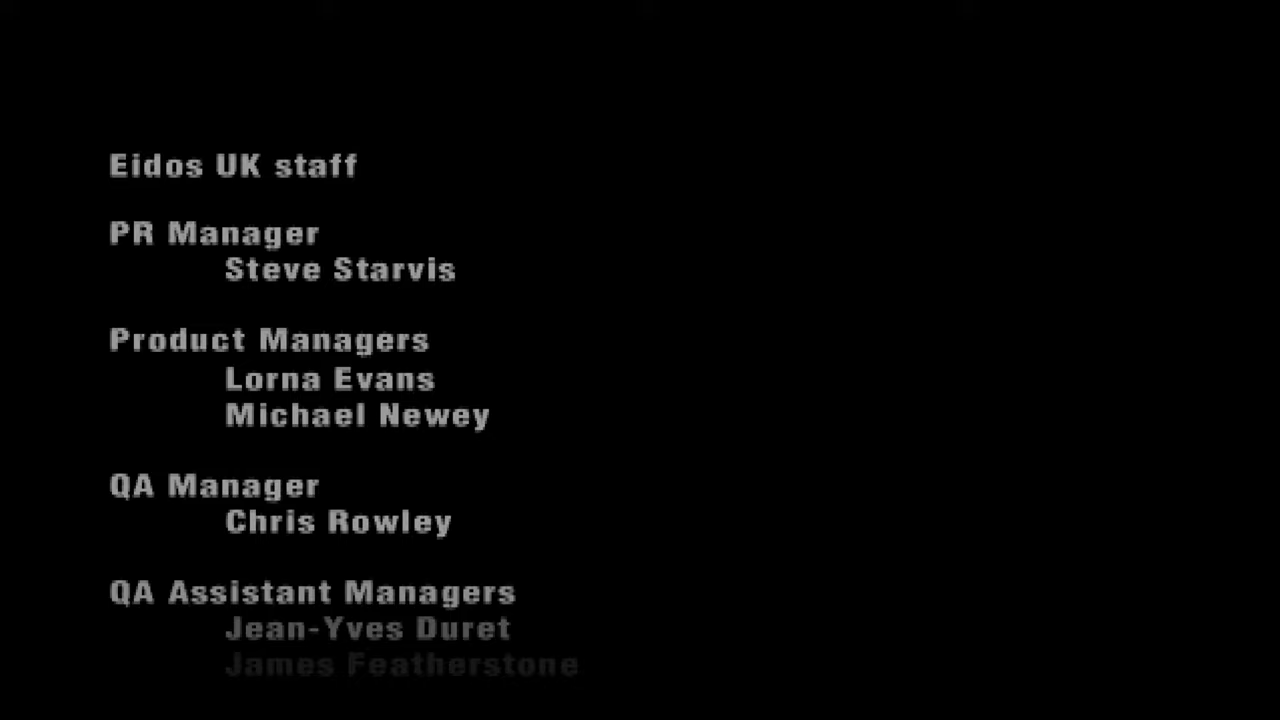 Eidos UK staff
PR Manager
Steve Starvis
Product Managers
Lorna Evans
Michael Newey
QA Manager
Chris Rowley
QA Assistant Managers
Jean-Yves Duret
James Featherstone